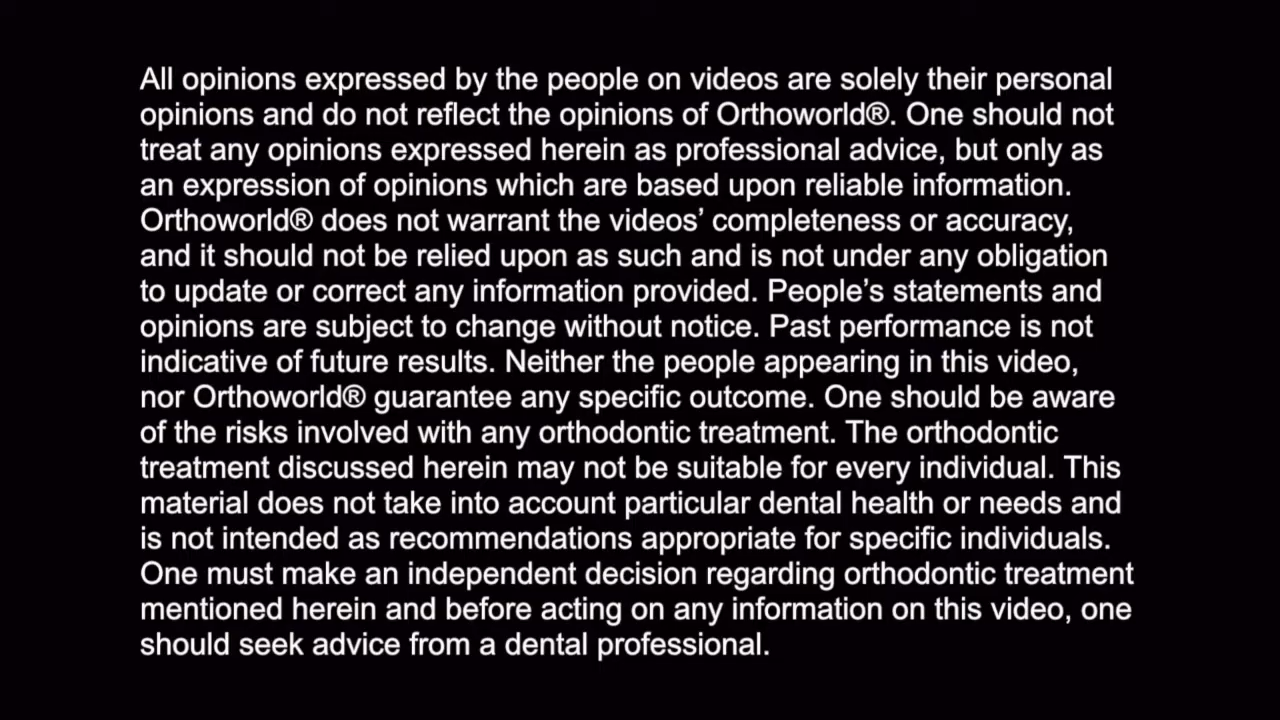 All opinions expressed by the people on videos are solely their personal
opinions and do not reflect the opinions of Orthoworld®. One should not
treat any opinions expressed herein as professional advice, but only as
an expression of opinions which are based upon reliable information.
Orthoworld® does not warrant the videos’ completeness or accuracy,
and it should not be relied upon as such and is not under any obligation
to update or correct any information provided. People’s statements and
opinions are subject to change without notice. Past performance is not
indicative of future results. Neither the people appearing in this video,
nor Orthoworld® guarantee any specific outcome. One should be aware
of the risks involved with any orthodontic treatment. The orthodontic
treatment discussed herein may not be suitable for every individual. This
material does not take into account particular dental health or needs and
is not intended as recommendations appropriate for specific individuals.
One must make an independent decision regarding orthodontic treatment
mentioned herein and before acting on any information on this video, one
should seek advice from a dental professional.